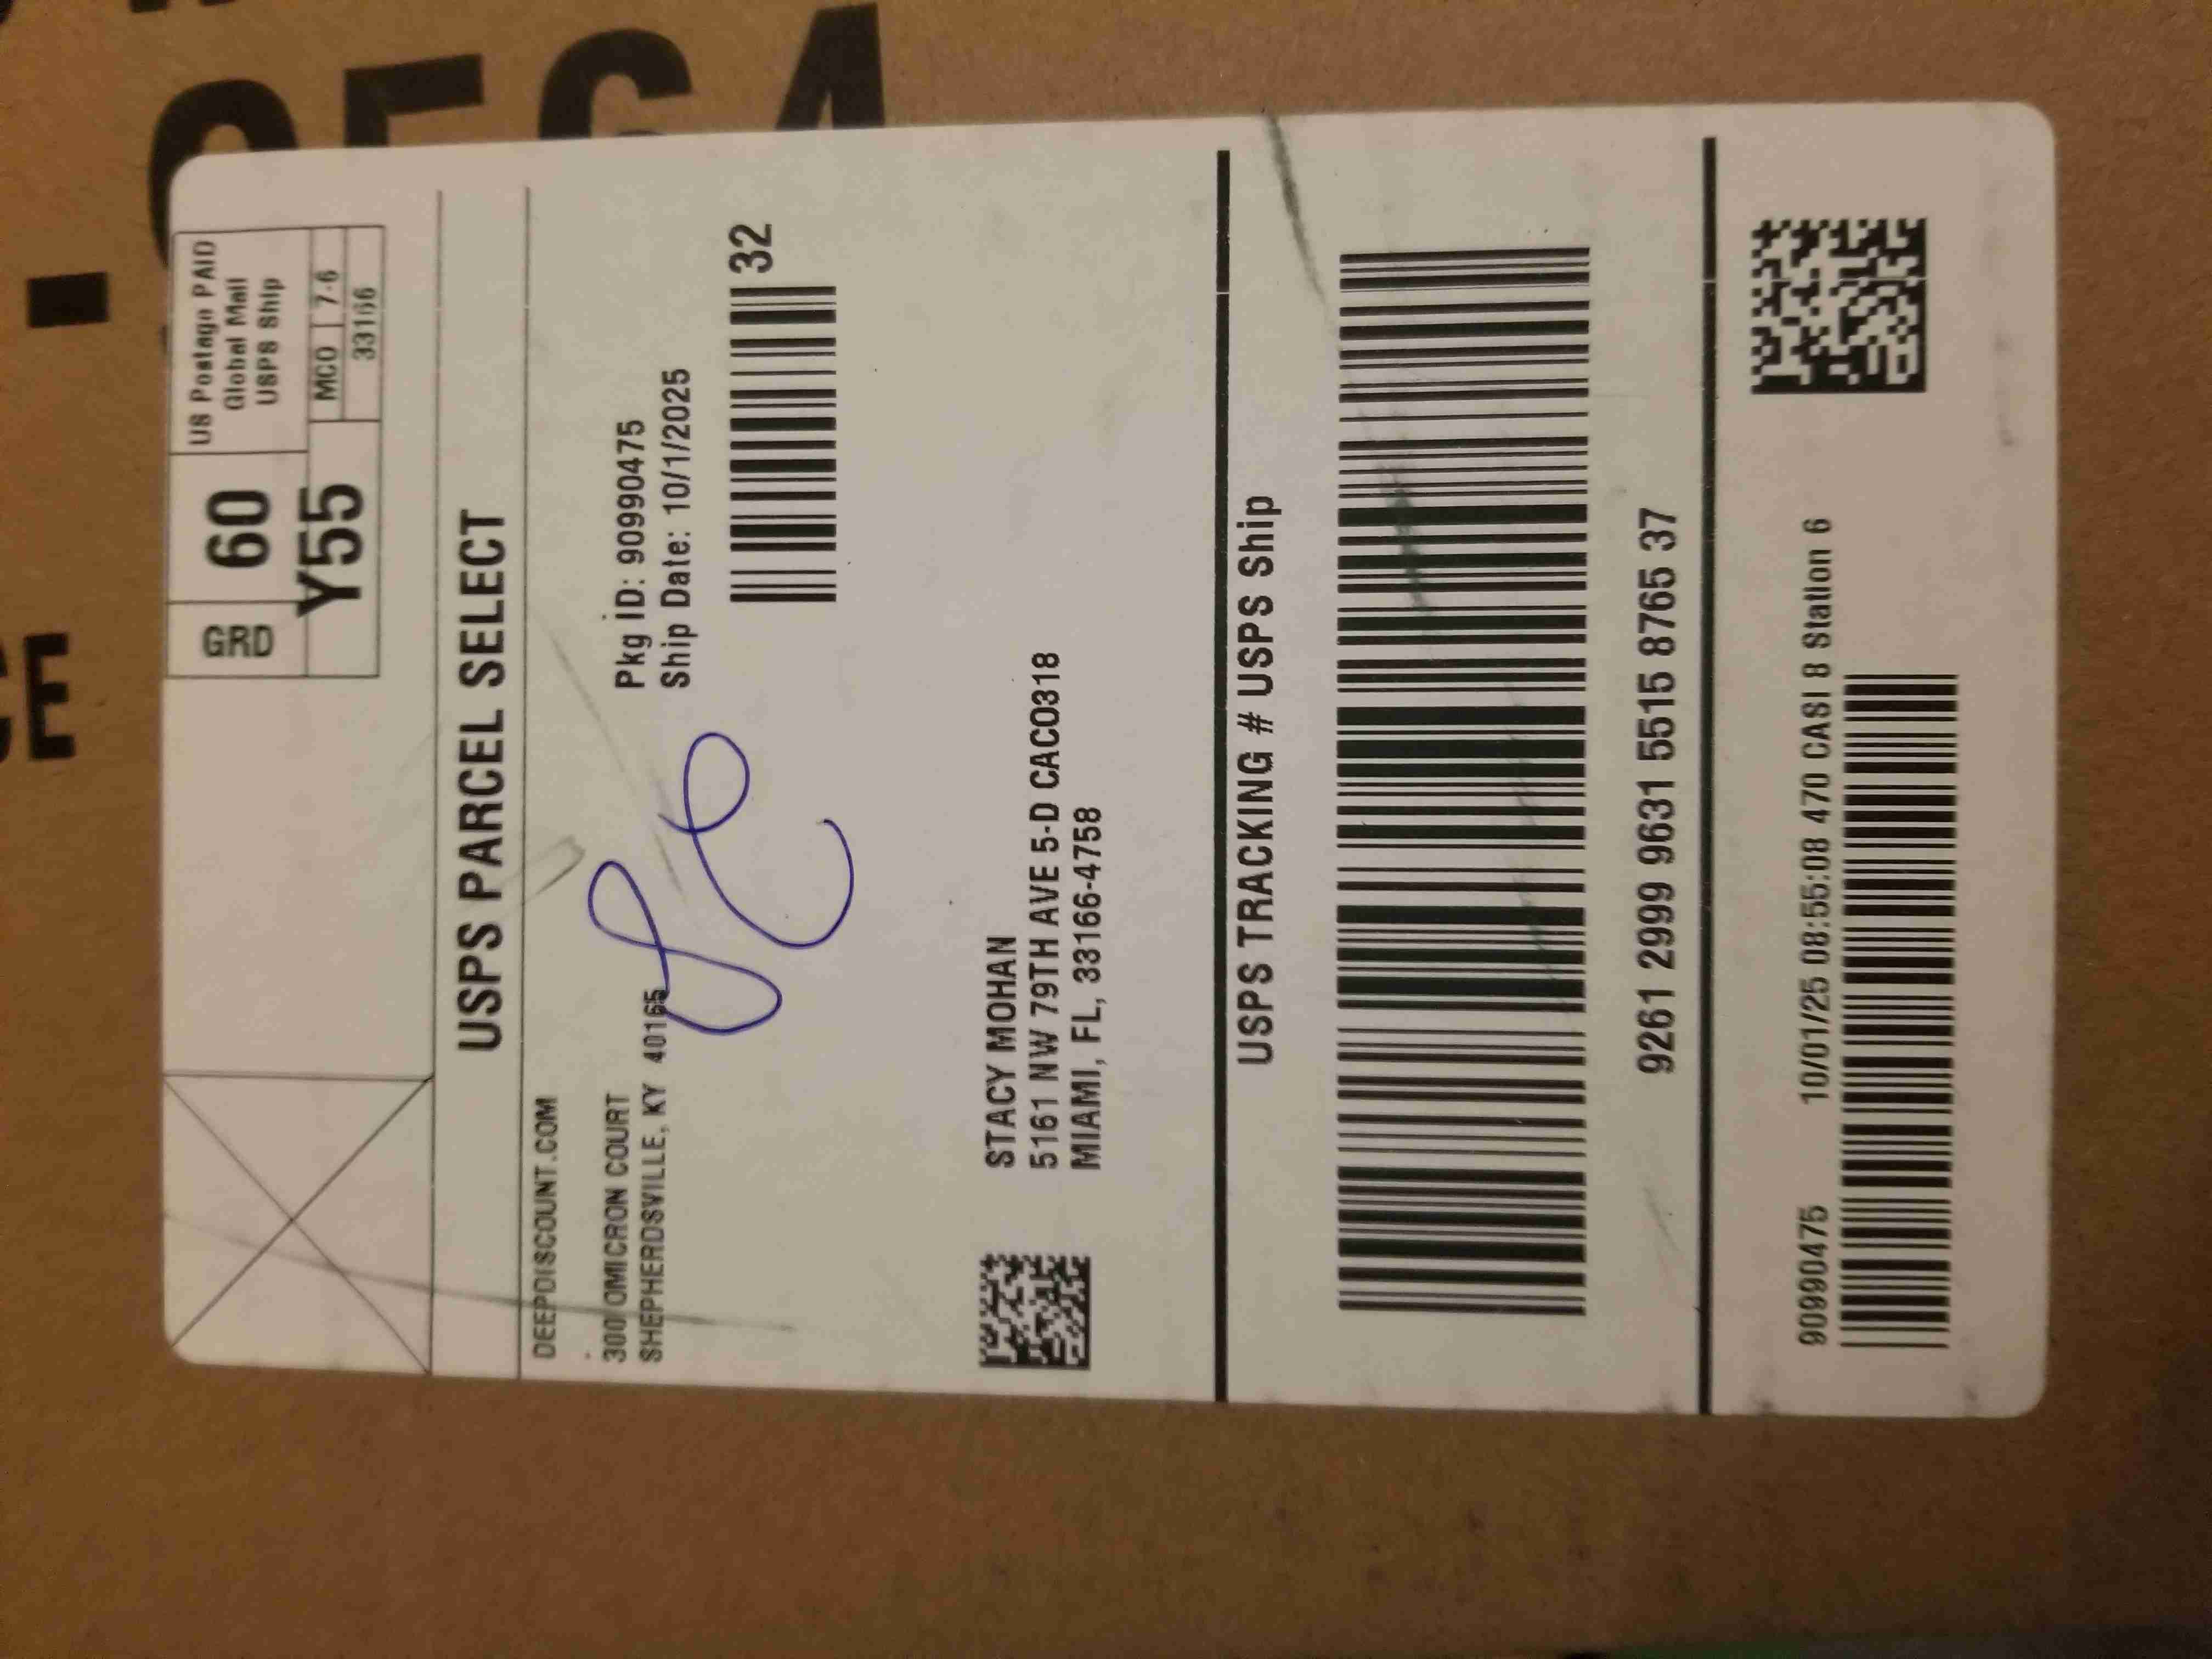 US Postage PAID
Global Mail
USPS Ship
GRD
60
Y55
MCO 7-6
33166
USPS PARCEL SELECT
DEEPDISCOUNT.COM
300 OMICRON COURT
SHEPHERDSVILLE, KY 40165
Pkg ID: 90990475
Ship Date: 10/1/2025
32
STACY MOHAN
5161 NW 79TH AVE 5-D CACO318
MIAMI, FL, 33166-4758
USPS TRACKING # USPS Ship
9261 2999 9631 5515 8765 37
90990475 10/01/25 08:55:08 470 CASI 8 Station 6